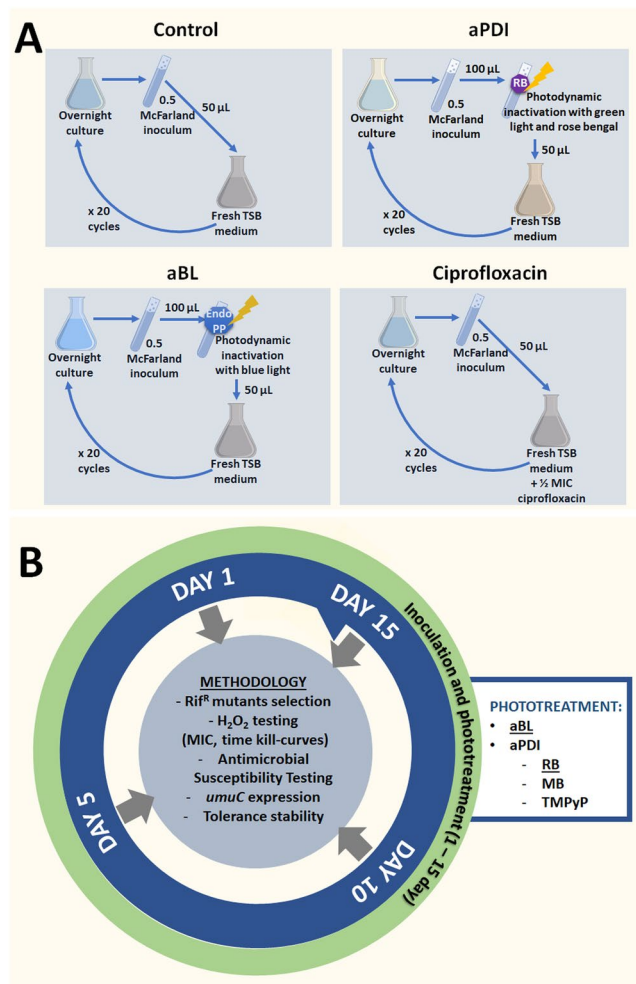 A
Control
Overnight
culture
0.5
McFarland
inoculum
50 µL
Fresh TSB
medium
x 20
cycles
aPDI
Overnight
culture
0.5
McFarland
inoculum
100 µL
RB
Photodynamic
inactivation with green
light and rose bengal
50 µL
Fresh TSB
medium
x 20
cycles
aBL
Overnight
culture
0.5
McFarland
inoculum
100 µL
Endo
PP
Photodynamic
inactivation
with blue light
50 µL
Fresh TSB
medium
x 20
cycles
Ciprofloxacin
Overnight
culture
0.5
McFarland
inoculum
50 µL
Fresh TSB
medium
+ ½ MIC
ciprofloxacin
x 20
cycles
B
DAY 1
DAY 15
DAY 5
DAY 10
Inoculation and phototreatment (1 – 15 day)
METHODOLOGY
- Rifᴿ mutants selection
- H₂O₂ testing
(MIC, time kill-curves)
- Antimicrobial
Susceptibility Testing
- umuC expression
- Tolerance stability
PHOTOTREATMENT:
• aBL
• aPDI
- RB
- MB
- TMPyP